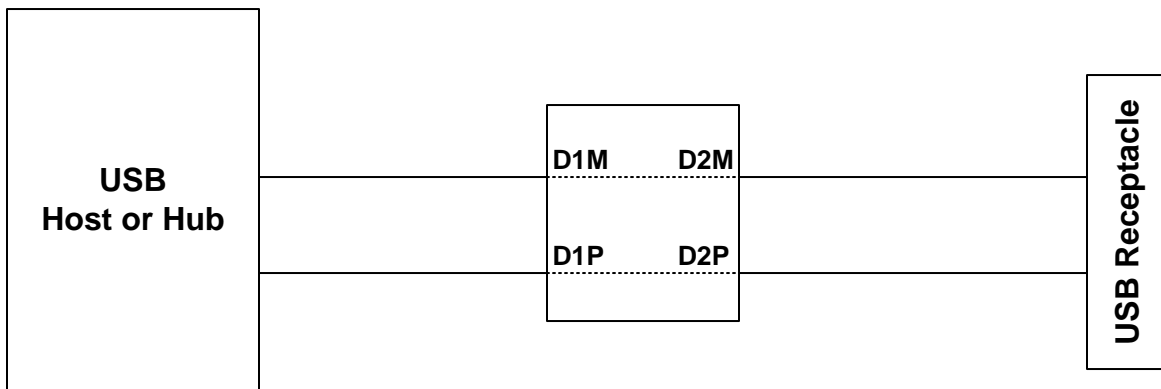 USB
Host or Hub
D1M D2M
D1P D2P
USB Receptacle